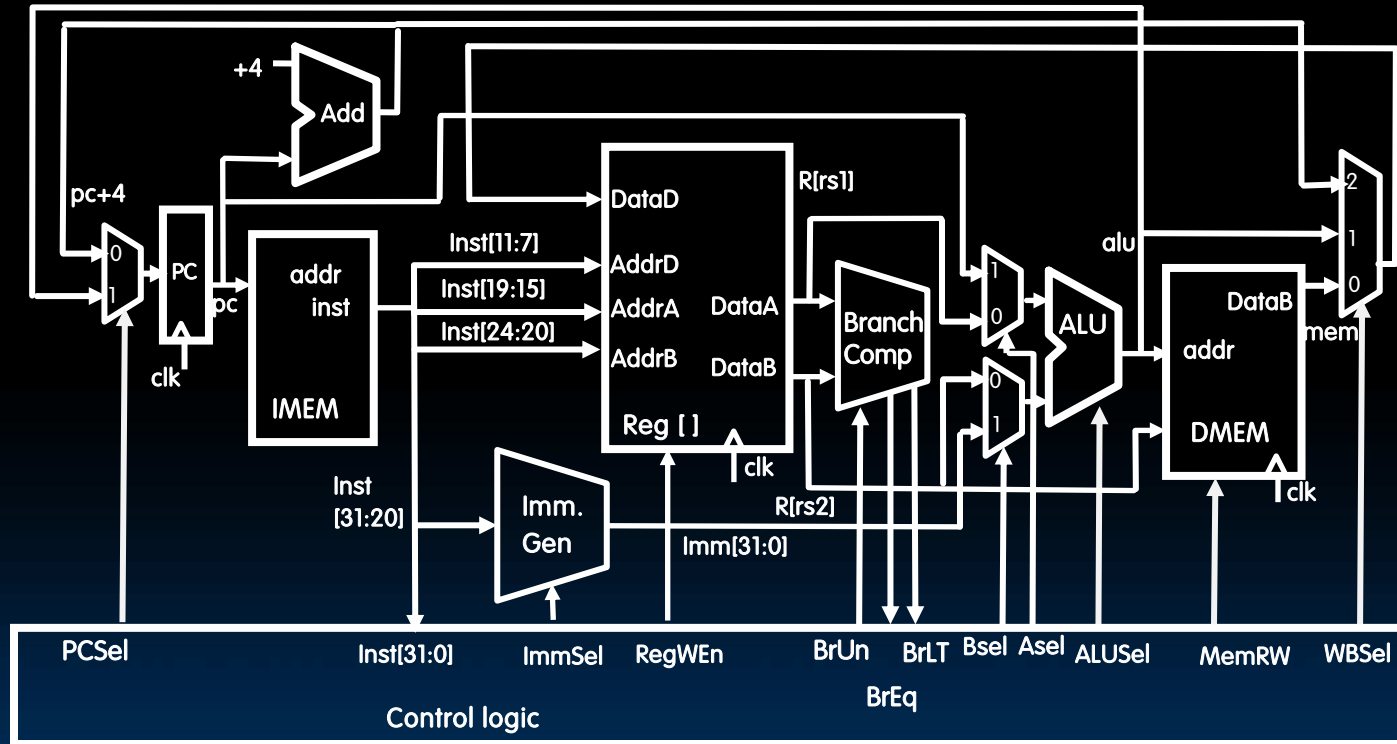 +4
Add
pc+4
R[rs1]
DataD
2
Inst[11:7]
alu
1
0
PC
addr
AddrD
1
Inst[19:15]
0
1
pc
inst
AddrA
DataA
0
DataB
Inst[24:20]
Branch
ALU
mem
Comp
addr
AddrB
DataB
clk
0
IMEM
Reg [ ]
1
DMEM
clk
clk
Inst
[31:20]
Imm.
Gen
R[rs2]
Imm[31:0]
PCSel
Inst[31:0]
ImmSel
RegWEn
BrUn
BrLT
Bsel
Asel
ALUSel
MemRW
WBSel
BrEq
Control logic